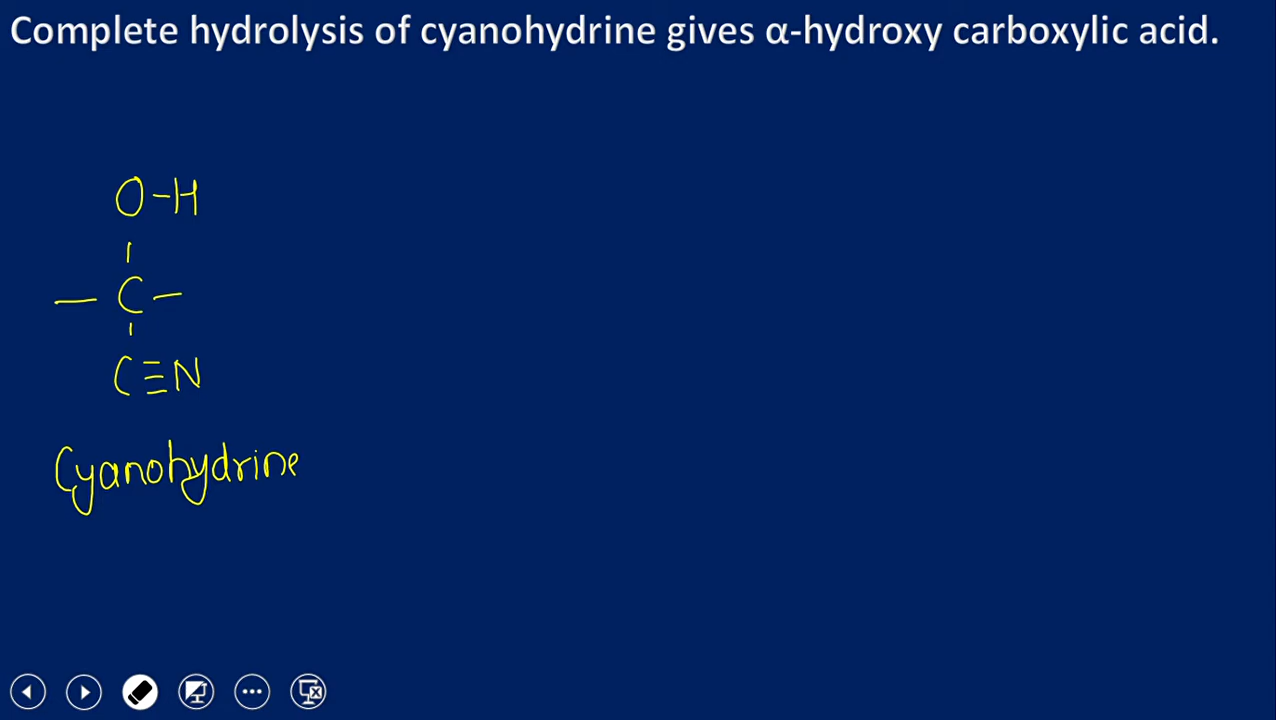 Complete hydrolysis of cyanohydrine gives α-hydroxy carboxylic acid.
O-H
|
— C —
|
C≡N
Cyanohydrine